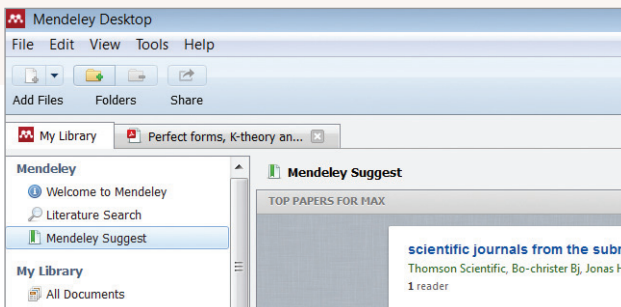 Mendeley Desktop
File Edit View Tools Help
Add Files Folders Share
My Library Perfect forms, K-theory an...
Mendeley
Welcome to Mendeley
Literature Search
Mendeley Suggest
My Library
All Documents
Mendeley Suggest
TOP PAPERS FOR MAX
scientific journals from the
Thomson Scientific, Bo-christer Bj, Jonas
1 reader